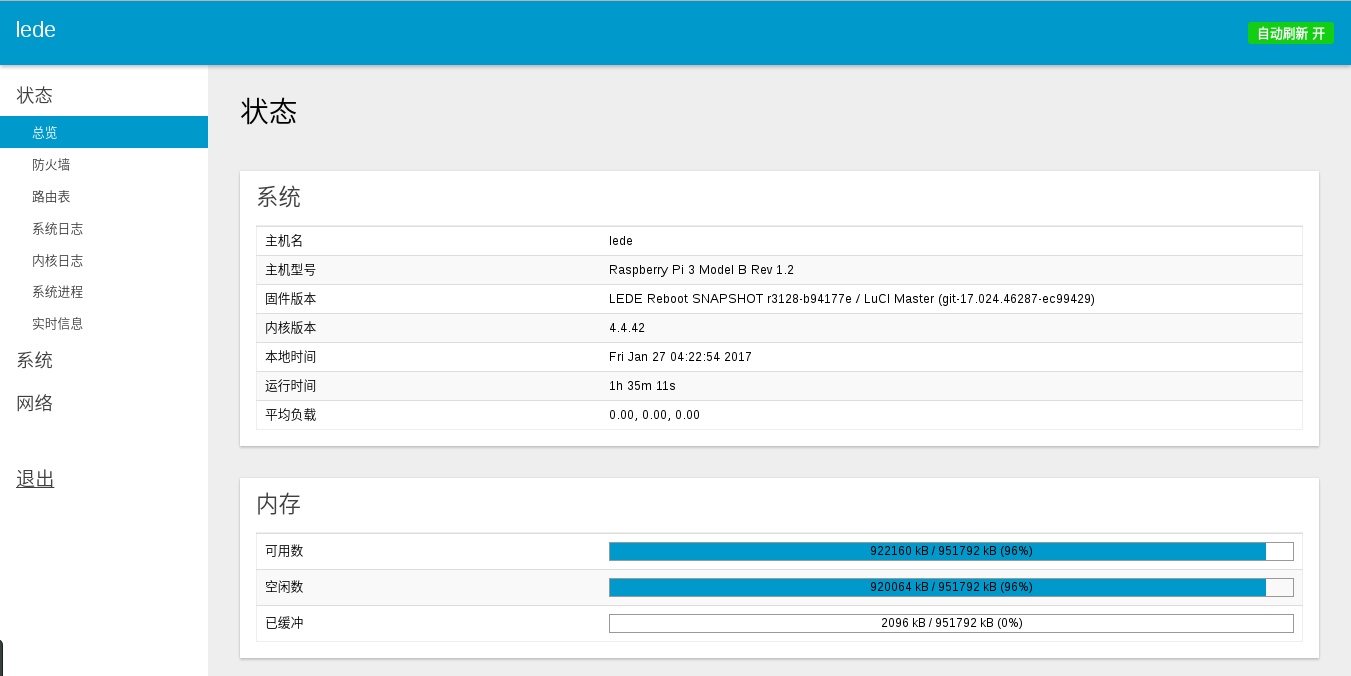 lede
自动刷新 开
状态
总览
防火墙
路由表
系统日志
内核日志
系统进程
实时信息
系统
网络
退出
状态
系统
主机名 lede
主机型号 Raspberry Pi 3 Model B Rev 1.2
固件版本 LEDE Reboot SNAPSHOT r3128-b94177e / LuCI Master (git-17.024.46287-ec99429)
内核版本 4.4.42
本地时间 Fri Jan 27 04:22:54 2017
运行时间 1h 35m 11s
平均负载 0.00, 0.00, 0.00
内存
可用数 922160 kB / 951792 kB (96%)
空闲数 920064 kB / 951792 kB (96%)
已缓冲 2096 kB / 951792 kB (0%)